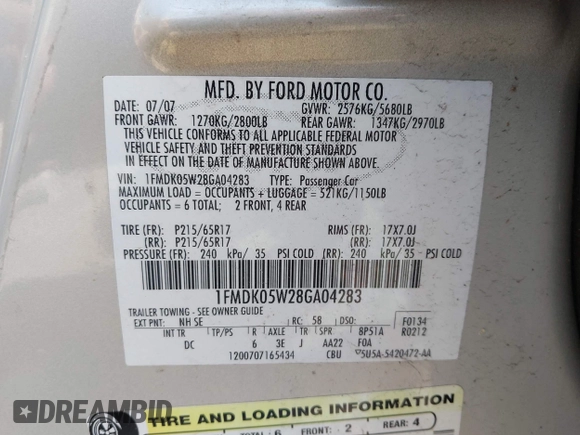 MFD. BY FORD MOTOR CO.
DATE: 07/07 GVWR: 2576KG/5680LB
FRONT GAWR: 1270KG/2800LB REAR GAWR: 1347KG/2970LB
THIS VEHICLE CONFORMS TO ALL APPLICABLE FEDERAL MOTOR
VEHICLE SAFETY AND THEFT PREVENTION STANDARDS
IN EFFECT ON THE DATE OF MANUFACTURE SHOWN ABOVE.
VIN: 1FMDK05W28GA04283 TYPE: Passenger Car
MAXIMUM LOAD = OCCUPANTS + LUGGAGE = 521KG/1150LB
OCCUPANTS = 6 TOTAL; 2 FRONT, 4 REAR
TIRE (FR): P215/65R17 RIMS (FR): 17X7.0J
(RR): P215/65R17 (RR): 17X7.0J
PRESSURE (FR): 240 kPa/ 35 PSI COLD (RR): 240 kPa/ 35 PSI COLD
1FMDK05W28GA04283
TRAILER TOWING - SEE OWNER GUIDE
EXT PNT: NH SE RC: 58 DSO: F0134
INT TR TP/PS R AXLE TR SPR BP51A R0212
DC 6 3E J AA22 F0A
1200707165434 CBU 5U5A-5420472-AA
TIRE AND LOADING INFORMATION
6 FRONT: 2 REAR: 4
DREAMBID